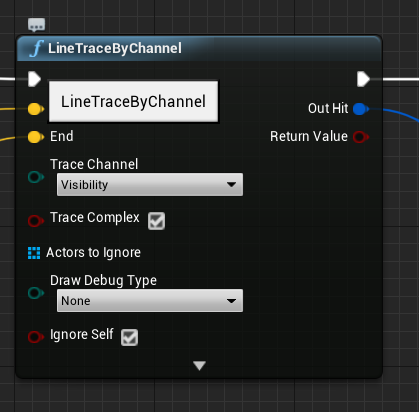 LineTraceByChannel
LineTraceByChannel
Out Hit
End
Return Value
Trace Channel
Visibility
Trace Complex
Actors to Ignore
Draw Debug Type
None
Ignore Self